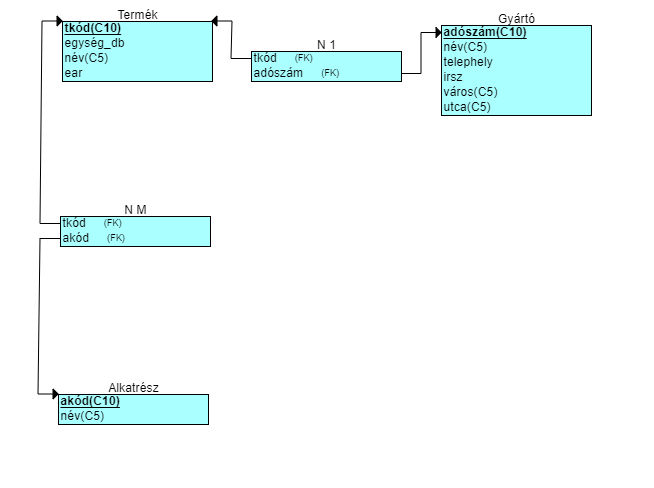 Termék
tkód(C10)
egység_db
név(C5)
ear
N 1
tkód (FK)
adószám (FK)
Gyártó
adószám(C10)
név(C5)
telephely
irsz
város(C5)
utca(C5)
N M
tkód (FK)
akód (FK)
Alkatrész
akód(C10)
név(C5)